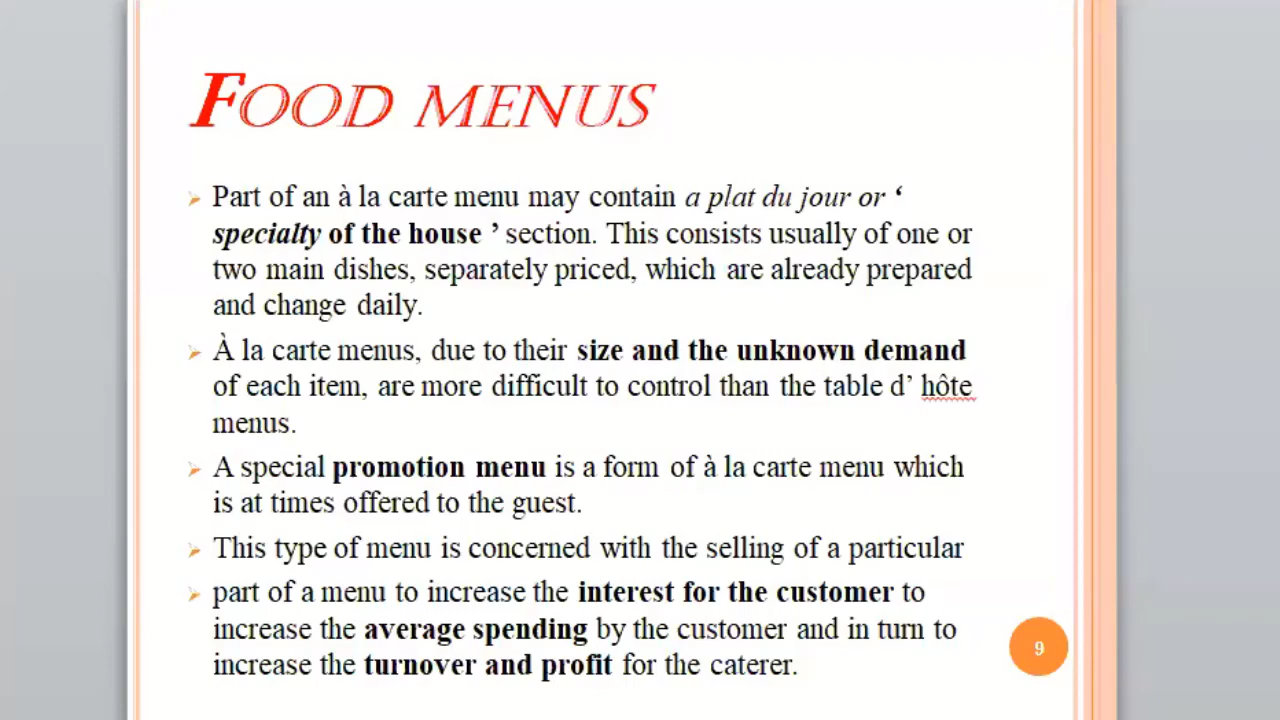 FOOD MENUS
Part of an à la carte menu may contain a plat du jour or ‘
specialty of the house ’ section. This consists usually of one or
two main dishes, separately priced, which are already prepared
and change daily.
À la carte menus, due to their size and the unknown demand
of each item, are more difficult to control than the table d’ hôte
menus.
A special promotion menu is a form of à la carte menu which
is at times offered to the guest.
This type of menu is concerned with the selling of a particular
part of a menu to increase the interest for the customer to
increase the average spending by the customer and in turn to
increase the turnover and profit for the caterer.
9